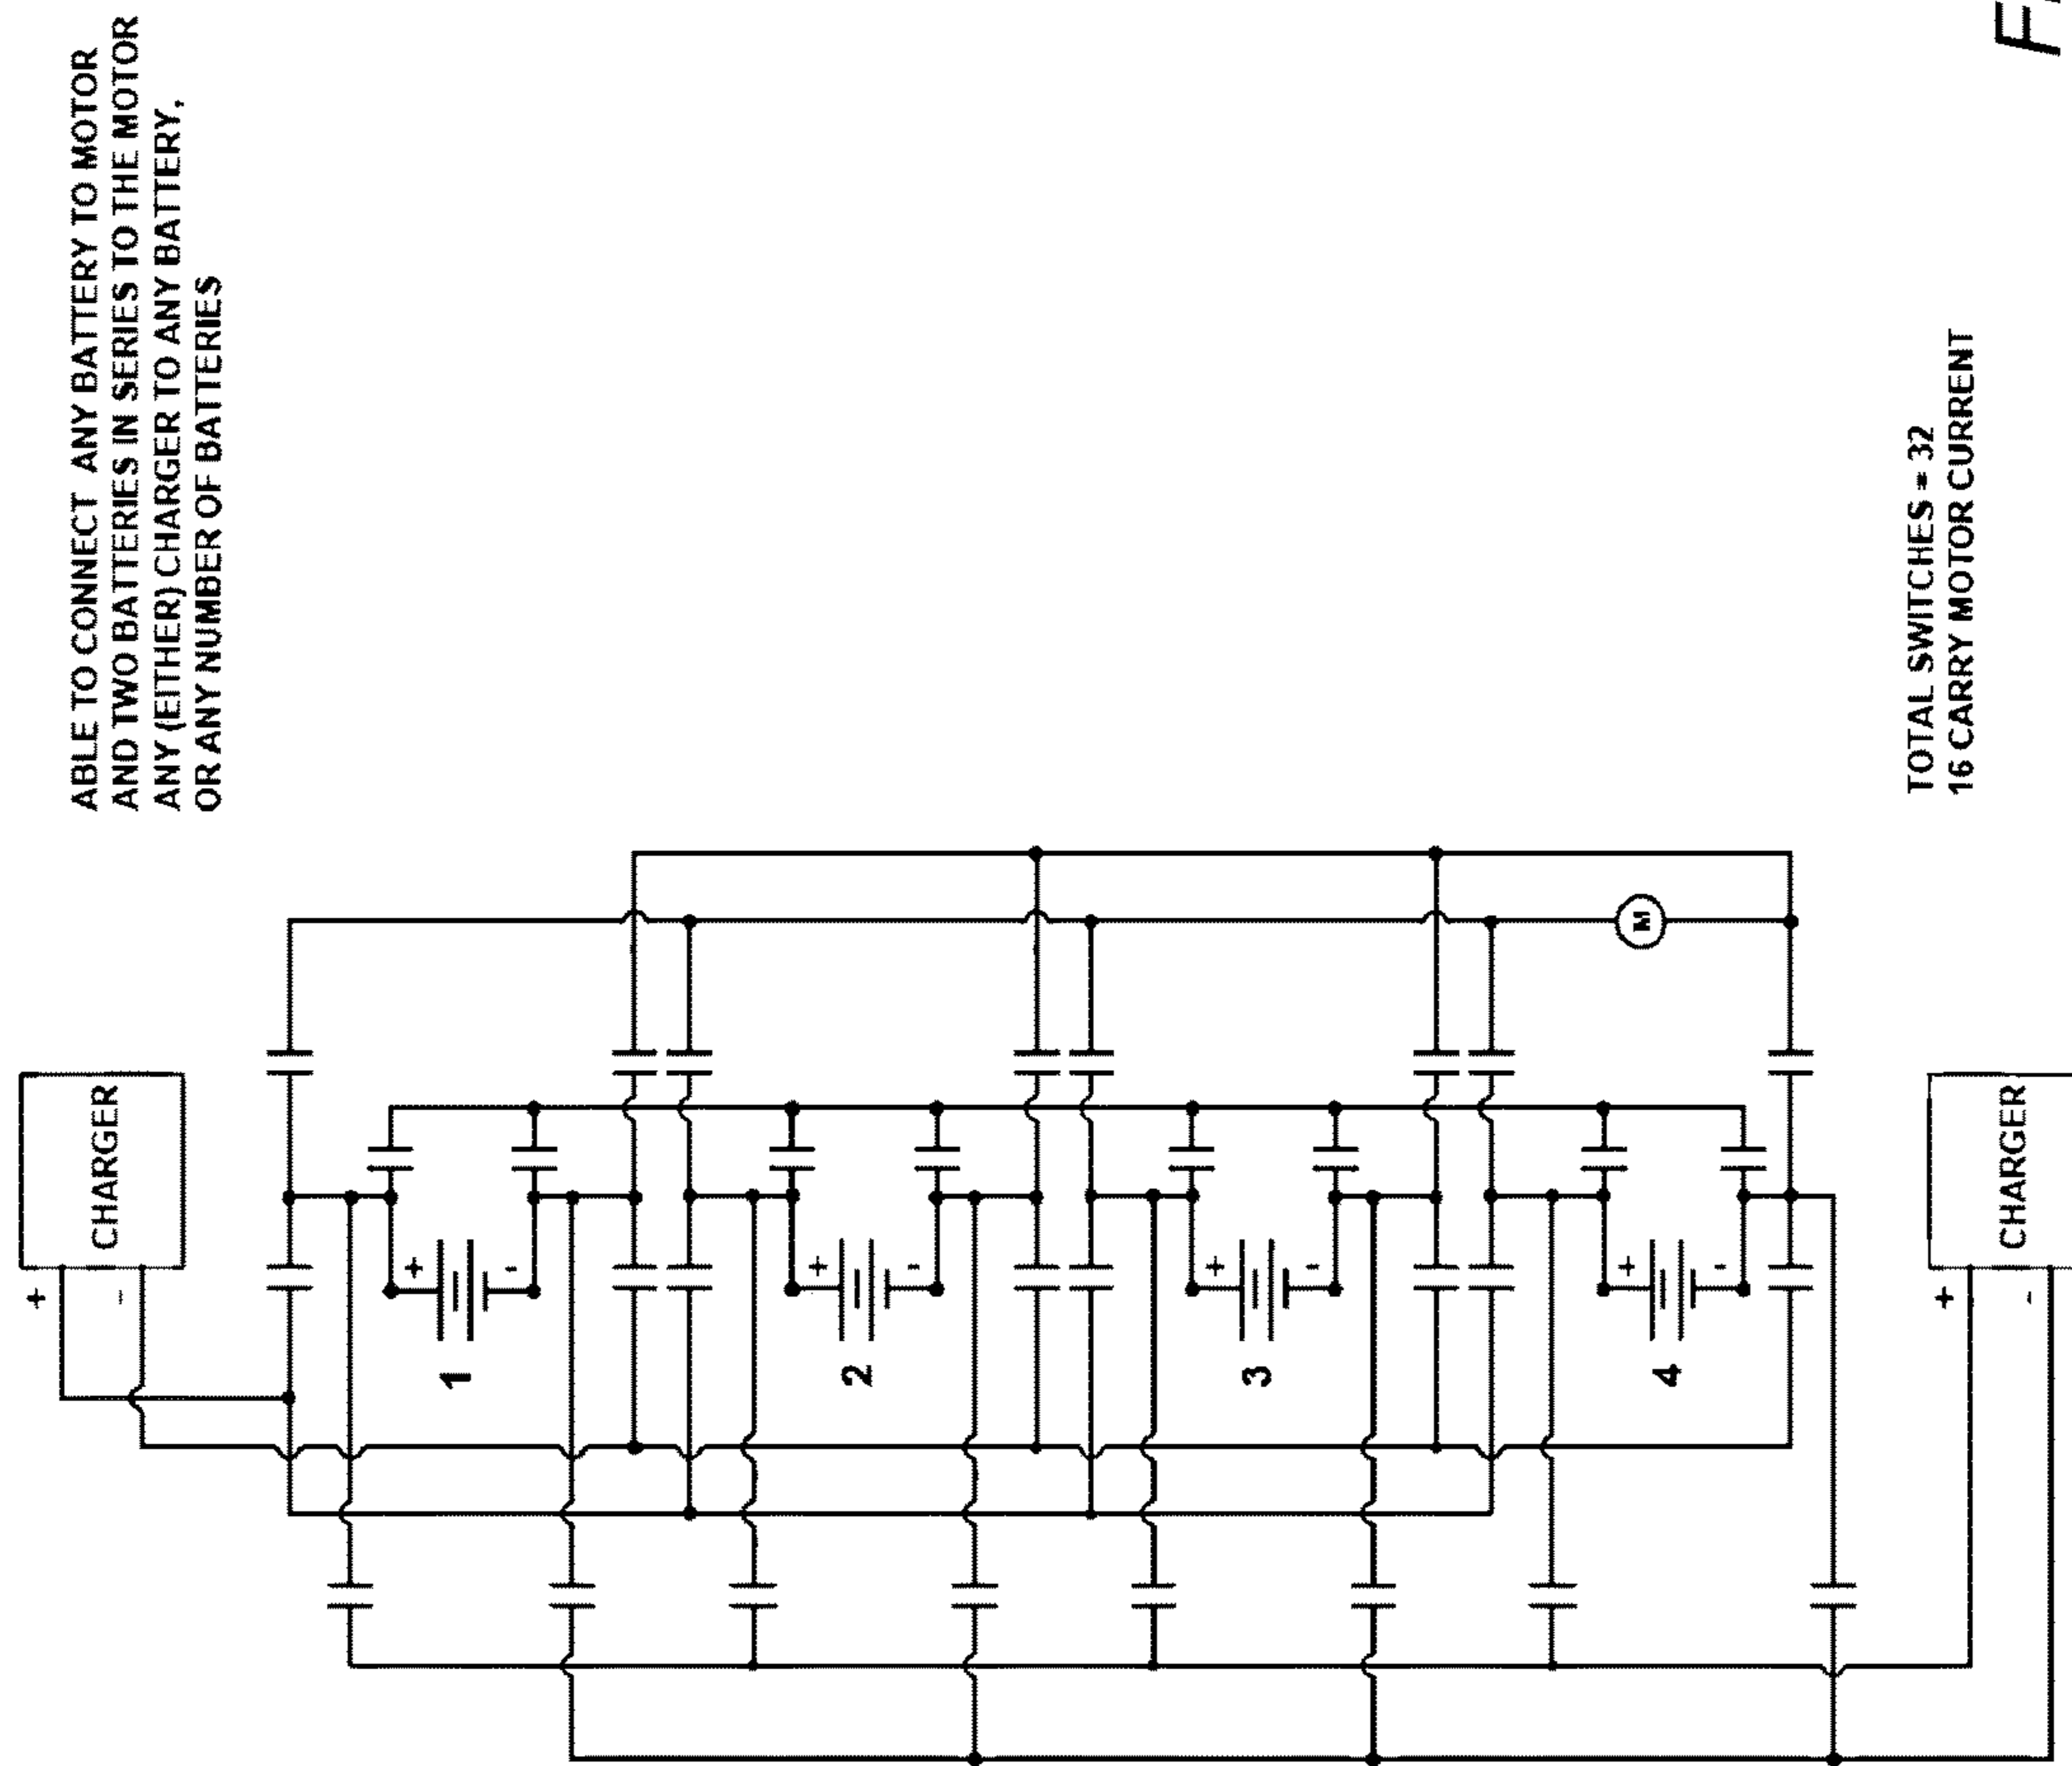 ABLE TO CONNECT ANY BATTERY TO MOTOR
AND TWO BATTERIES IN SERIES TO THE MOTOR
ANY (EITHER) CHARGER TO ANY BATTERY,
OR ANY NUMBER OF BATTERIES
CHARGER
+
-
1
+
-
2
+
-
3
+
-
4
+
-
M
CHARGER
+
-
TOTAL SWITCHES = 32
16 CARRY MOTOR CURRENT